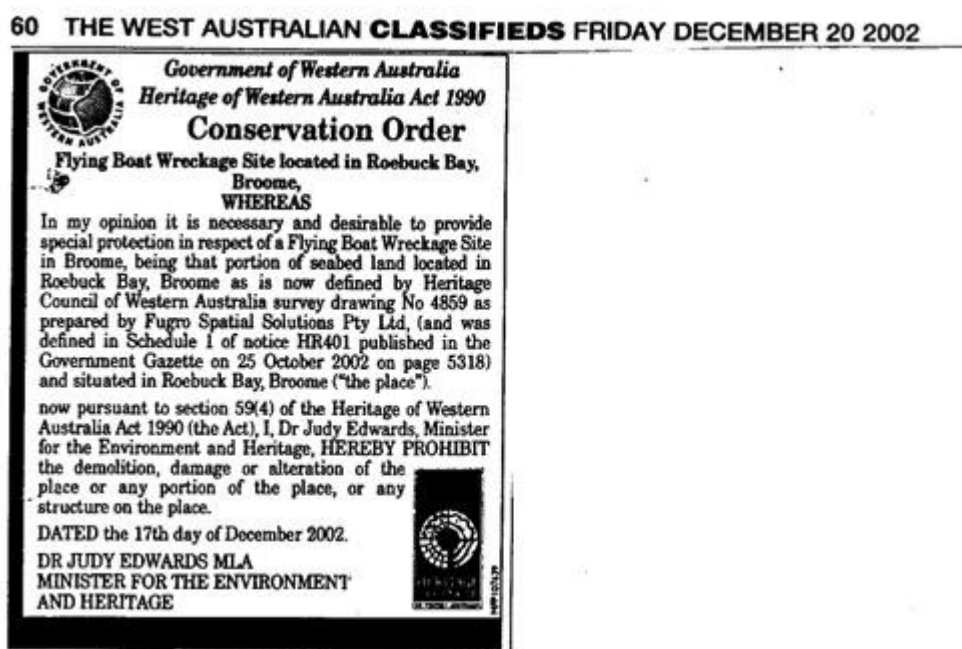 60 THE WEST AUSTRALIAN CLASSIFIEDS FRIDAY DECEMBER 20 2002
GOVERNMENT OF WESTERN AUSTRALIA
Government of Western Australia
Heritage of Western Australia Act 1990
Conservation Order
Flying Boat Wreckage Site located in Roebuck Bay,
Broome,
WHEREAS
In my opinion it is necessary and desirable to provide
special protection in respect of a Flying Boat Wreckage Site
in Broome, being that portion of seabed land located in
Roebuck Bay, Broome as is now defined by Heritage
Council of Western Australia survey drawing No 4859 as
prepared by Fugro Spatial Solutions Pty Ltd, (and was
defined in Schedule 1 of notice HR401 published in the
Government Gazette on 25 October 2002 on page 5318)
and situated in Roebuck Bay, Broome ("the place").
now pursuant to section 59(4) of the Heritage of Western
Australia Act 1990 (the Act), I, Dr Judy Edwards, Minister
for the Environment and Heritage, HEREBY PROHIBIT
the demolition, damage or alteration of the
place or any portion of the place, or any
structure on the place.
DATED the 17th day of December 2002.
DR JUDY EDWARDS MLA
MINISTER FOR THE ENVIRONMENT
AND HERITAGE